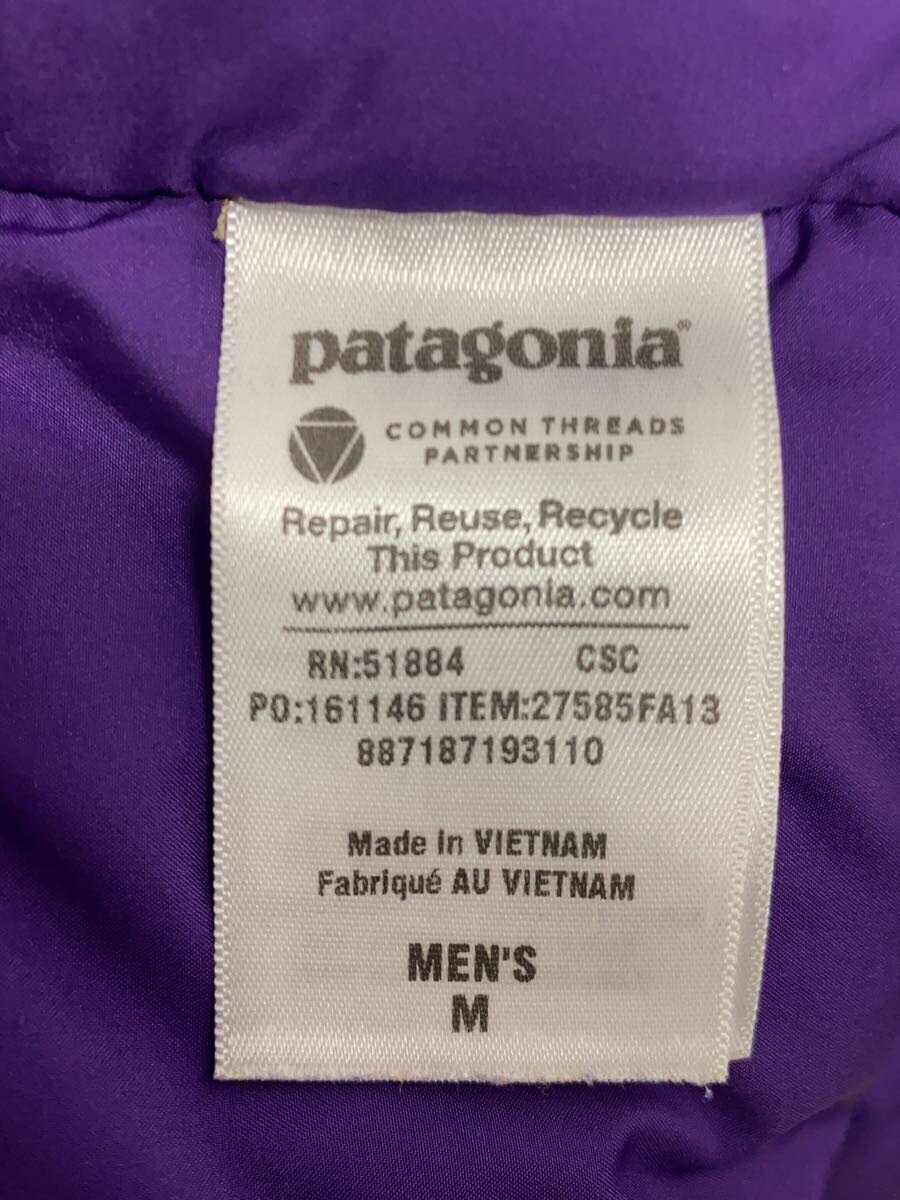 patagonia®
COMMON THREADS
PARTNERSHIP
Repair, Reuse, Recycle
This Product
www.patagonia.com
RN:51884 CSC
PO:161146 ITEM:27585FA13
887187193110
Made in VIETNAM
Fabriqué AU VIETNAM
MEN'S
M